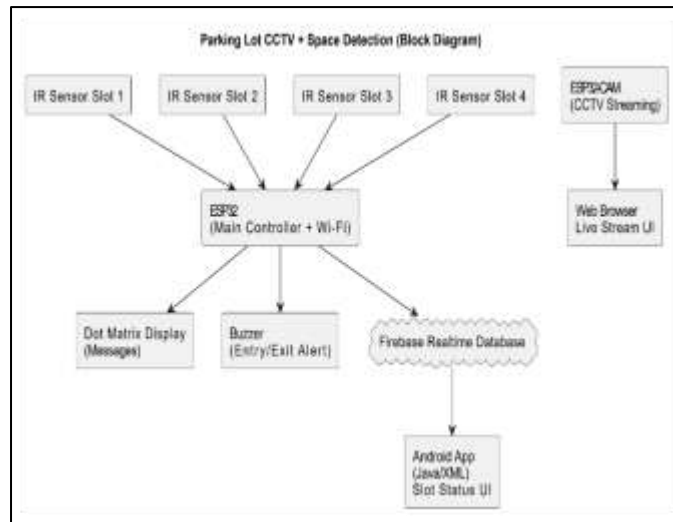 Parking Lot CCTV + Space Detection (Block Diagram)
IR Sensor Slot 1
IR Sensor Slot 2
IR Sensor Slot 3
IR Sensor Slot 4
ESP32CAM
(CCTV Streaming)
ESP32
(Main Controller + Wi-Fi)
Web Browser
Live Stream UI
Dot Matrix Display
(Messages)
Buzzer
(Entry/Exit Alert)
Firebase Realtime Database
Android App
(Java/XML)
Slot Status UI